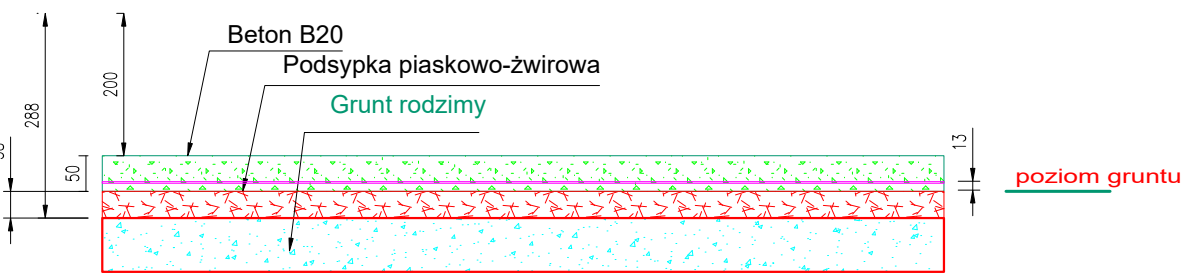 Beton B20
Podsypka piaskowo-żwirowa
Grunt rodzimy
200
288
50
13
poziom gruntu